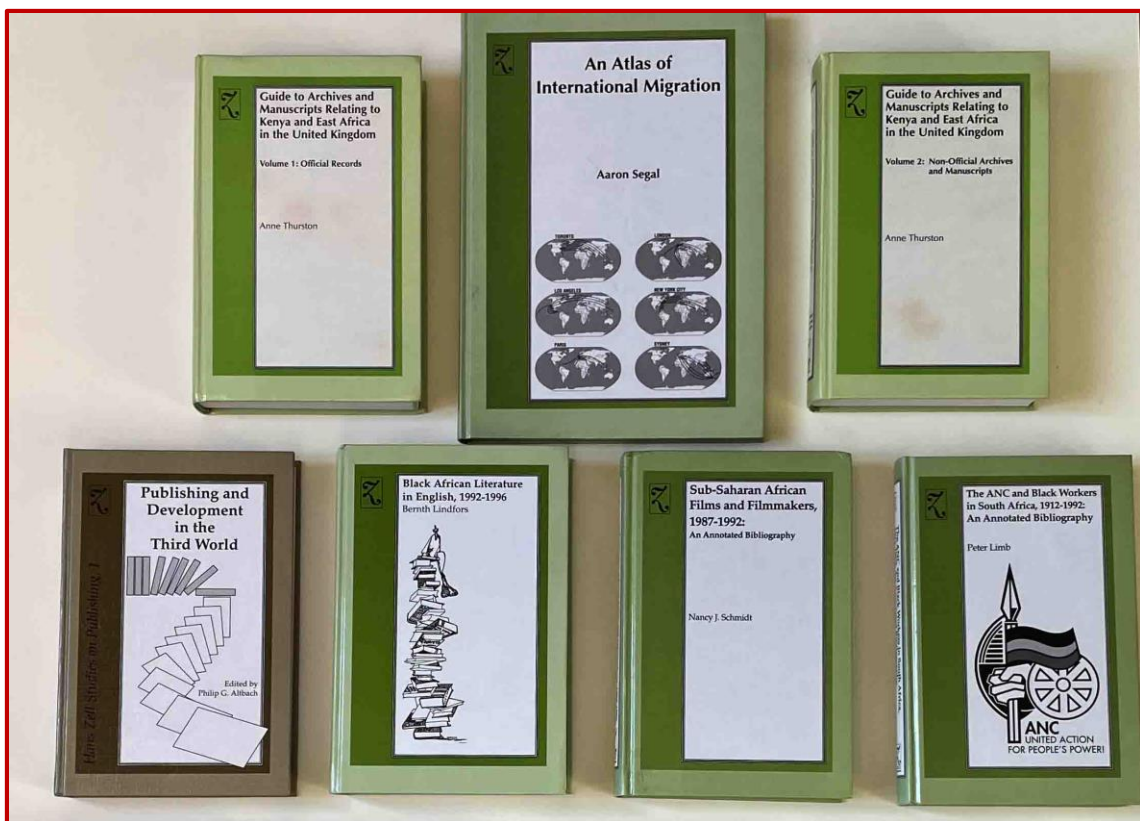 Guide to Archives and
Manuscripts Relating to
Kenya and East Africa
in the United Kingdom
Volume 1: Official Records
Anne Thurston
An Atlas of
International Migration
Aaron Segal
TORONTO
LONDON
LOS ANGELES
NEW YORK CITY
PARIS
SYDNEY
Guide to Archives and
Manuscripts Relating to
Kenya and East Africa
in the United Kingdom
Volume 2: Non-Official Archives
and Manuscripts
Anne Thurston
Hans Zell Studies on Publishing, 1
Publishing and
Development
in the
Third World
Edited by
Philip G. Altbach
Black African Literature
in English, 1992-1996
Bernth Lindfors
Sub-Saharan African
Films and Filmmakers,
1987-1992:
An Annotated Bibliography
Nancy J. Schmidt
The ANC and Black Workers in South Africa,
The ANC and Black Workers
in South Africa, 1912-1992:
An Annotated Bibliography
Peter Limb
ANC
UNITED ACTION
FOR PEOPLE'S POWER!